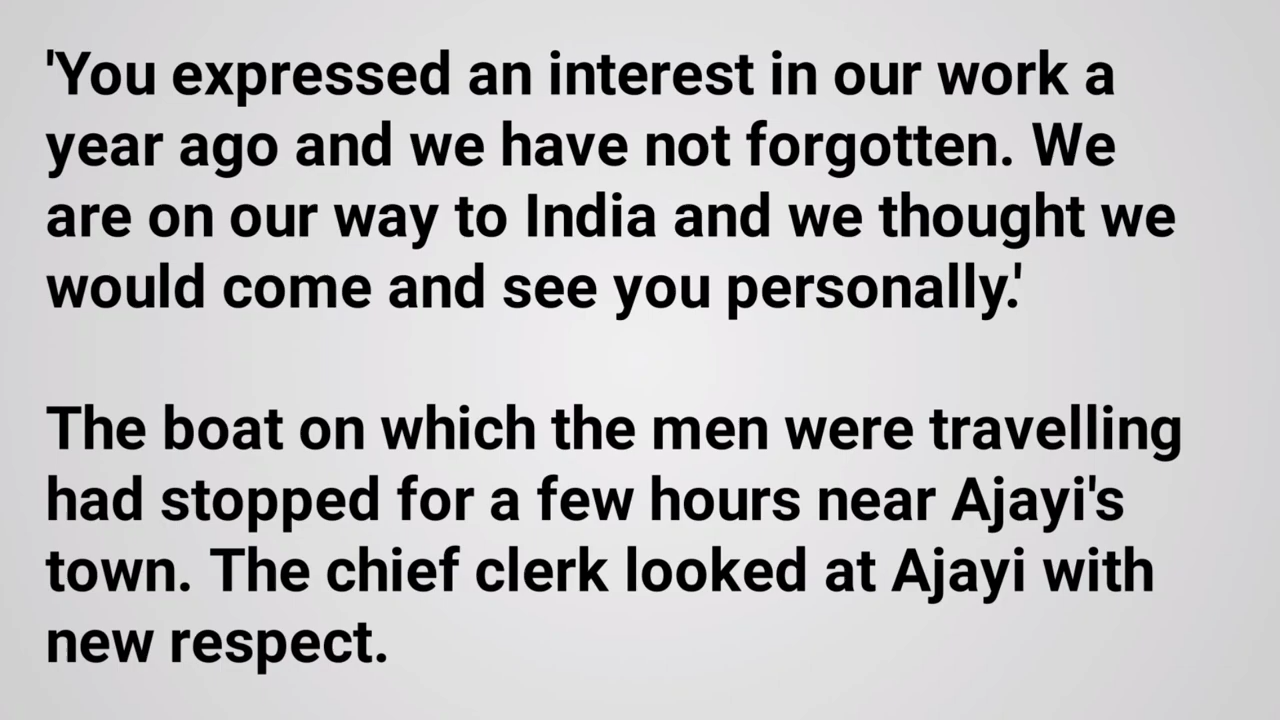 'You expressed an interest in our work a
year ago and we have not forgotten. We
are on our way to India and we thought we
would come and see you personally.'
The boat on which the men were travelling
had stopped for a few hours near Ajayi's
town. The chief clerk looked at Ajayi with
new respect.